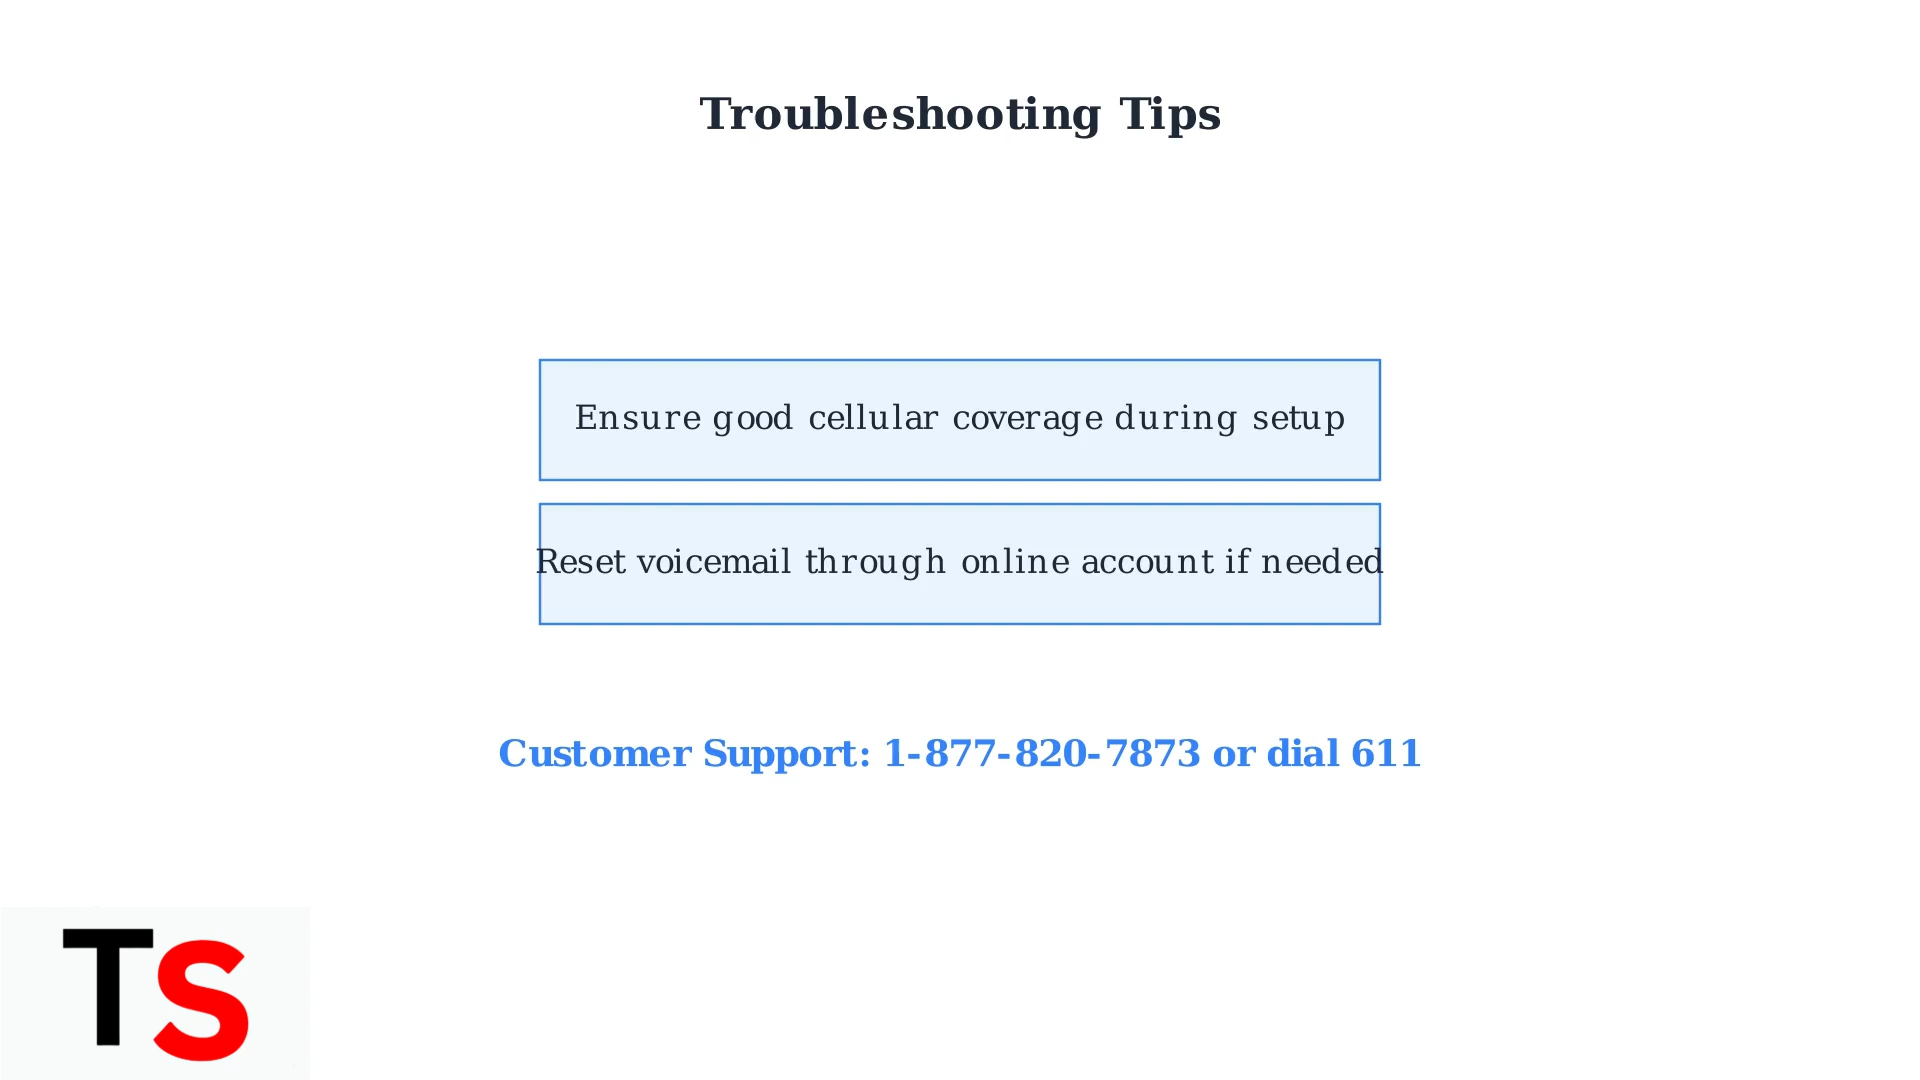 Troubleshooting Tips
Ensure good cellular coverage during setup
Reset voicemail through online account if needed
Customer Support: 1-877-820-7873 or dial 611
TS